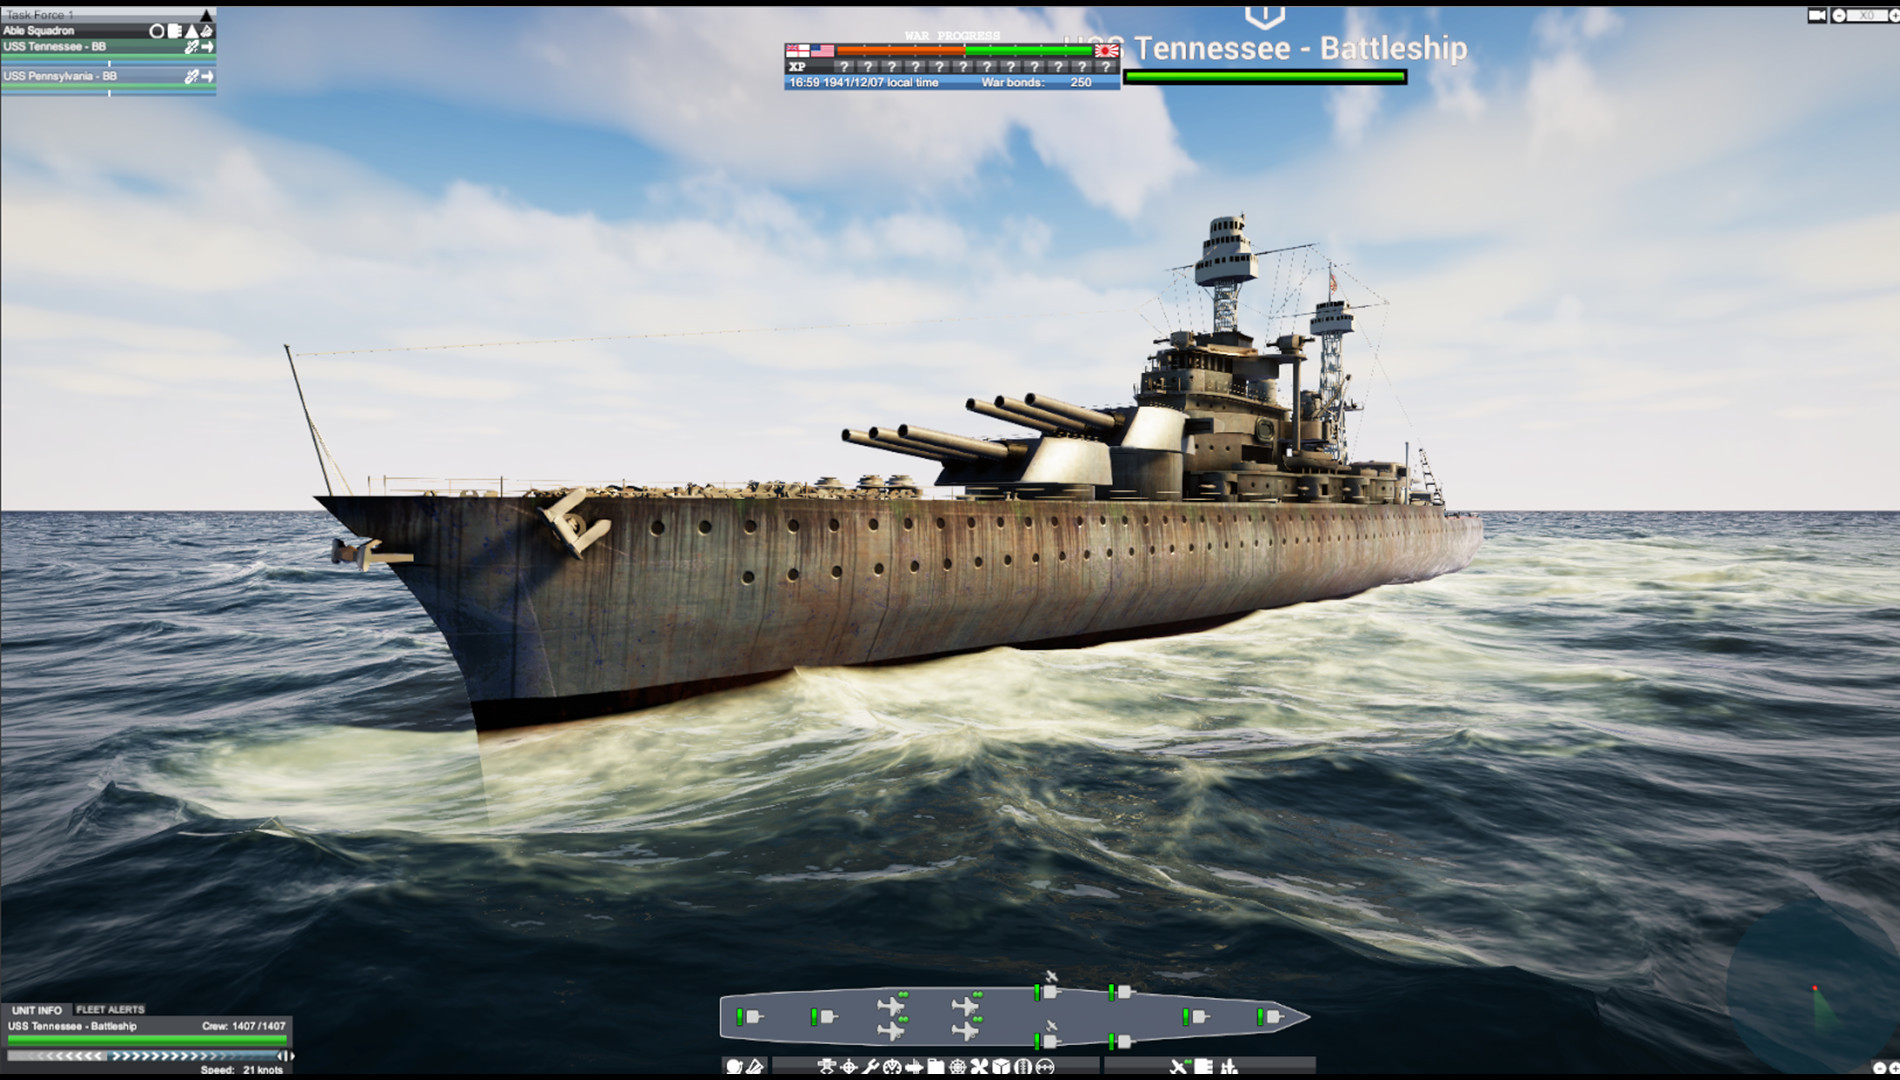 Task Force 1
Able Squadron
USS Tennessee - BB
USS Pennsylvania - BB
WAR PROGRESS
XP ? ? ? ? ? ? ? ? ? ? ? ?
16:59 1941/12/07 local time War bonds: 250
USS Tennessee - Battleship
X0
UNIT INFO FLEET ALERTS
USS Tennessee - Battleship Crew: 1407 /1407
Speed: 21 knots